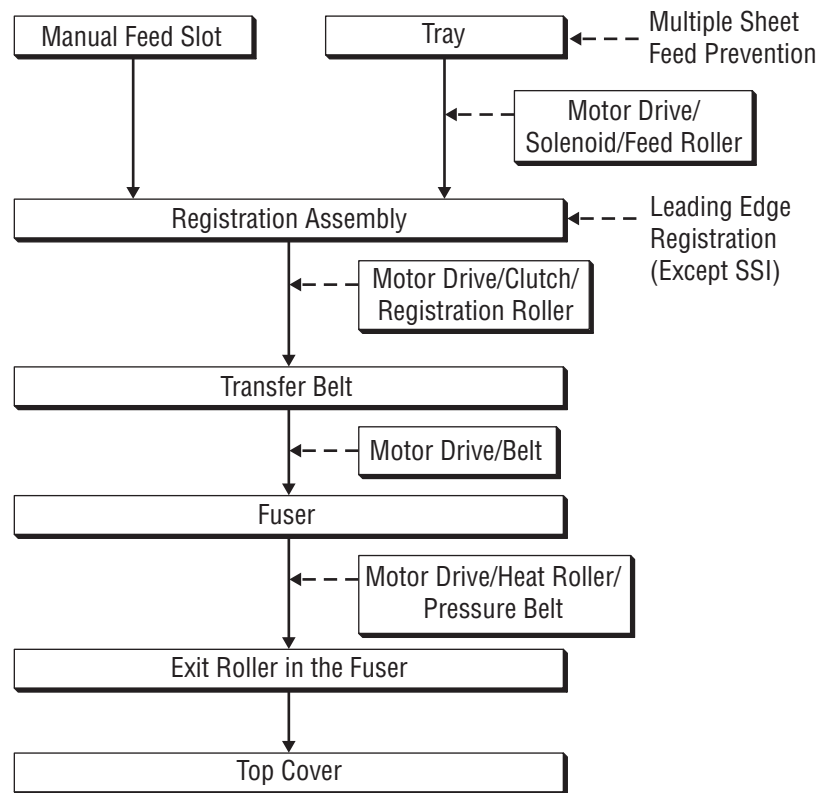 Manual Feed Slot
Tray
Multiple Sheet
Feed Prevention
Motor Drive/
Solenoid/Feed Roller
Registration Assembly
Leading Edge
Registration
(Except SSI)
Motor Drive/Clutch/
Registration Roller
Transfer Belt
Motor Drive/Belt
Fuser
Motor Drive/Heat Roller/
Pressure Belt
Exit Roller in the Fuser
Top Cover